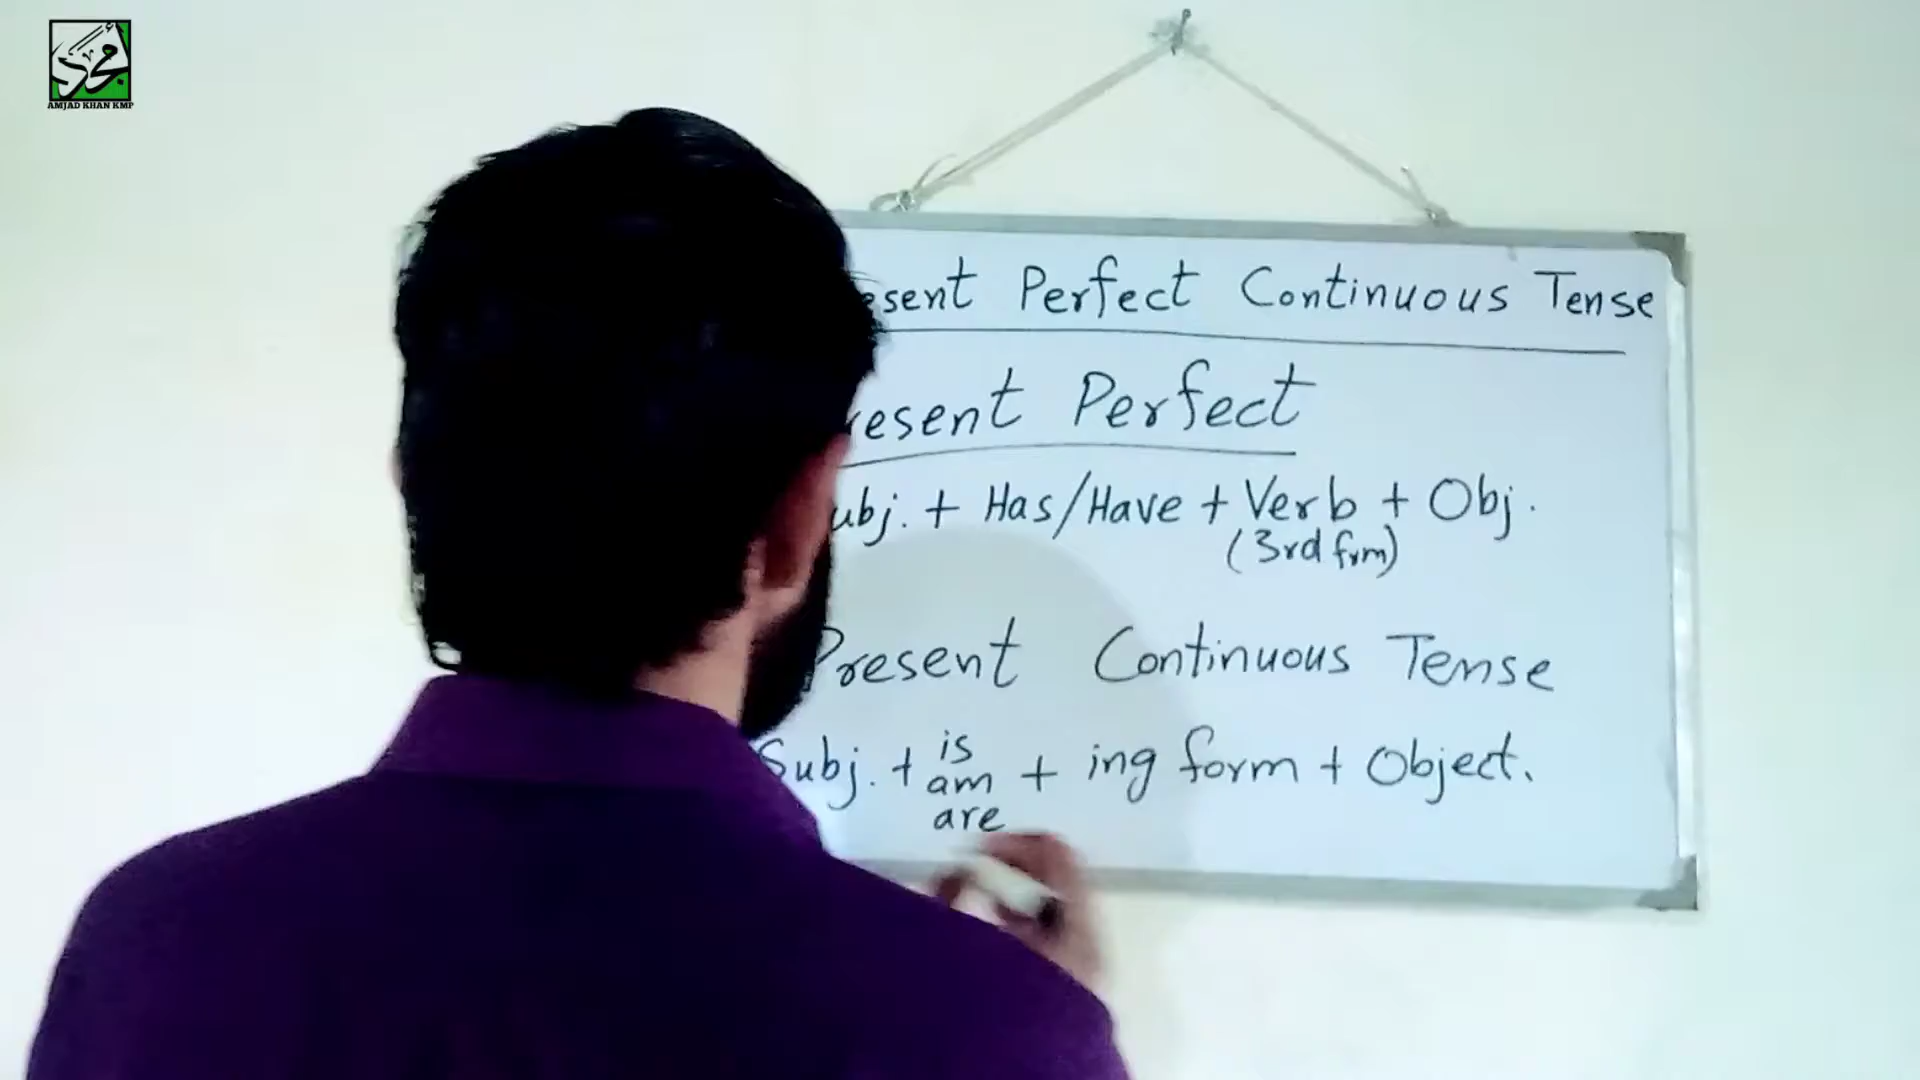 AMJAD KHAN KMP
esent Perfect Continuous Tense
resent Perfect
ubj. + Has/Have + Verb + Obj.
(3rd frm)
Present Continuous Tense
Subj. + is am are + ing form + Object.